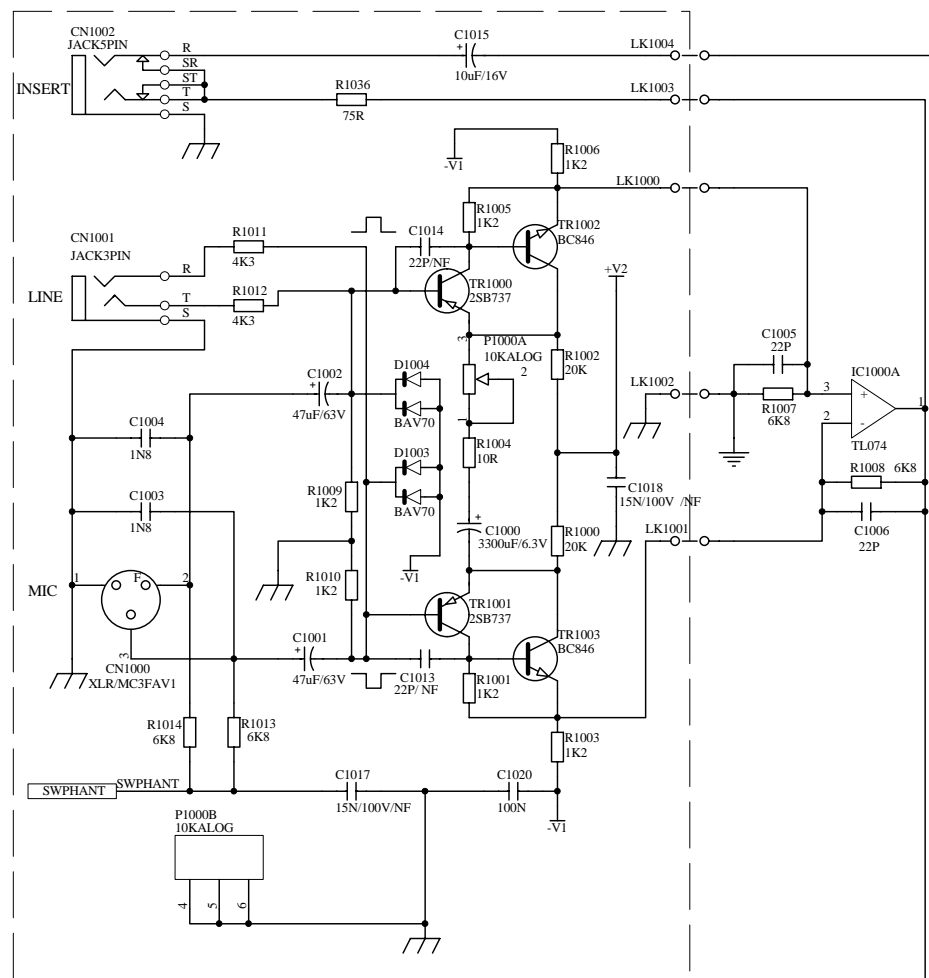 CN1002
JACK5PIN
INSERT
R
SR
ST
T
S
C1015
+
10uF/16V
LK1004
R1036
75R
LK1003
-V1
R1006
1K2
LK1000
R1005
1K2
TR1002
BC846
CN1001
JACK3PIN
LINE
R
T
S
R1011
4K3
R1012
4K3
C1014
22P/NF
TR1000
2SB737
+V2
P1000A
10KALOG
3
2
1
R1002
20K
C1002
+
47uF/63V
D1004
BAV70
D1003
BAV70
-V1
R1004
10R
C1000
+
3300uF/6.3V
C1018
15N/100V /NF
R1000
20K
LK1002
LK1001
C1005
22P
R1007
6K8
IC1000A
3
2
1
+
-
TL074
R1008 6K8
C1006
22P
C1004
1N8
C1003
1N8
R1009
1K2
R1010
1K2
MIC
1
F
2
3
CN1000
XLR/MC3FAV1
C1001
+
47uF/63V
C1013
22P/ NF
TR1001
2SB737
TR1003
BC846
R1001
1K2
R1003
1K2
R1014
6K8
R1013
6K8
SWPHANT
SWPHANT
C1017
15N/100V/NF
C1020
100N
-V1
P1000B
10KALOG
4
5
6